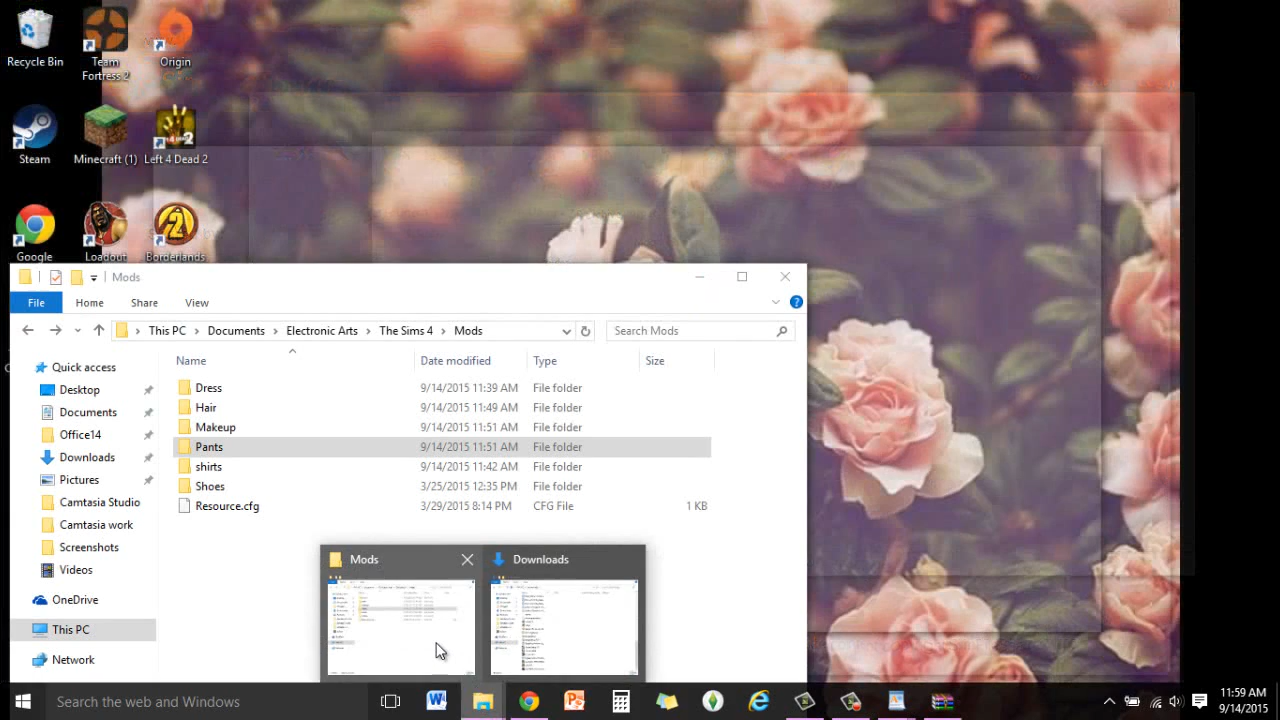 Recycle Bin
Team
Fortress 2
Origin
Steam
Minecraft (1)
Left 4 Dead 2
2
Google
Loadout
Borderlands
Mods
File Home Share View
This PC Documents Electronic Arts The Sims 4 Mods
Search Mods
Name Date modified Type Size
Quick access
Desktop
Documents
Office14
Downloads
Pictures
Camtasia Studio
Camtasia work
Screenshots
Videos
OneDrive
This PC
Network
Dress 9/14/2015 11:39 AM File folder
Hair 9/14/2015 11:49 AM File folder
Makeup 9/14/2015 11:51 AM File folder
Pants 9/14/2015 11:51 AM File folder
shirts 9/14/2015 11:42 AM File folder
Shoes 3/25/2015 12:35 PM File folder
Resource.cfg 3/29/2015 8:14 PM CFG File 1 KB
Mods
Downloads
Search the web and Windows
11:59 AM
9/14/2015